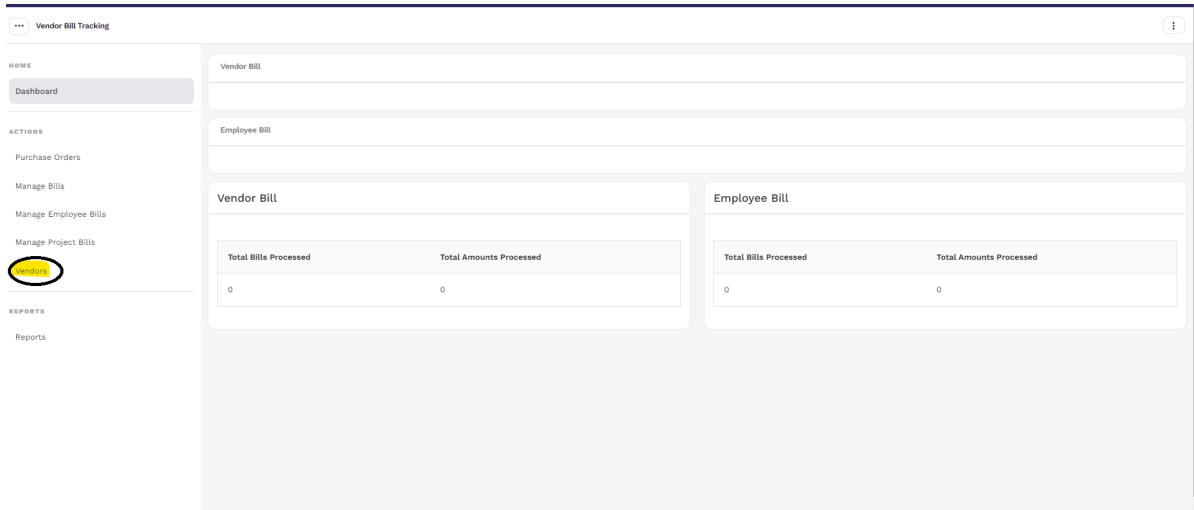 Vendor Bill Tracking
HOME
Dashboard
ACTIONS
Purchase Orders
Manage Bills
Manage Employee Bills
Manage Project Bills
Vendors
REPORTS
Reports
Vendor Bill
Employee Bill
Vendor Bill
Total Bills Processed Total Amounts Processed
0 0
Employee Bill
Total Bills Processed Total Amounts Processed
0 0